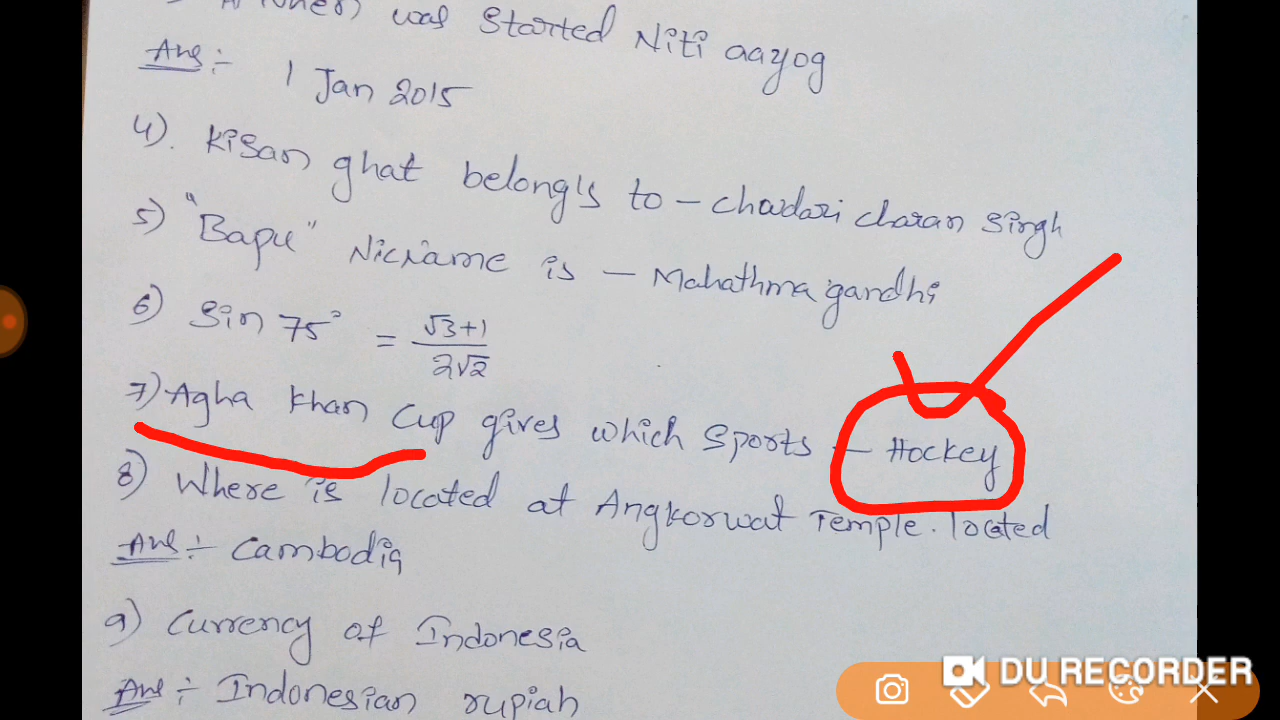 was Started Niti aayog
Ans :- 1 Jan 2015
4). Kisan ghat belong's to - chowdari charan singh
5) "Bapu" Nicname is - Mahathma gandhi
6) Sin 75° = √3+1 / 2√2
7) Agha Khan Cup gives which Sports - Hockey
8) Where is located at Angkorwat Temple. located
Ans :- Cambodia
9) Currency of Indonesia
Ans :- Indonesian rupiah
DU RECORDER